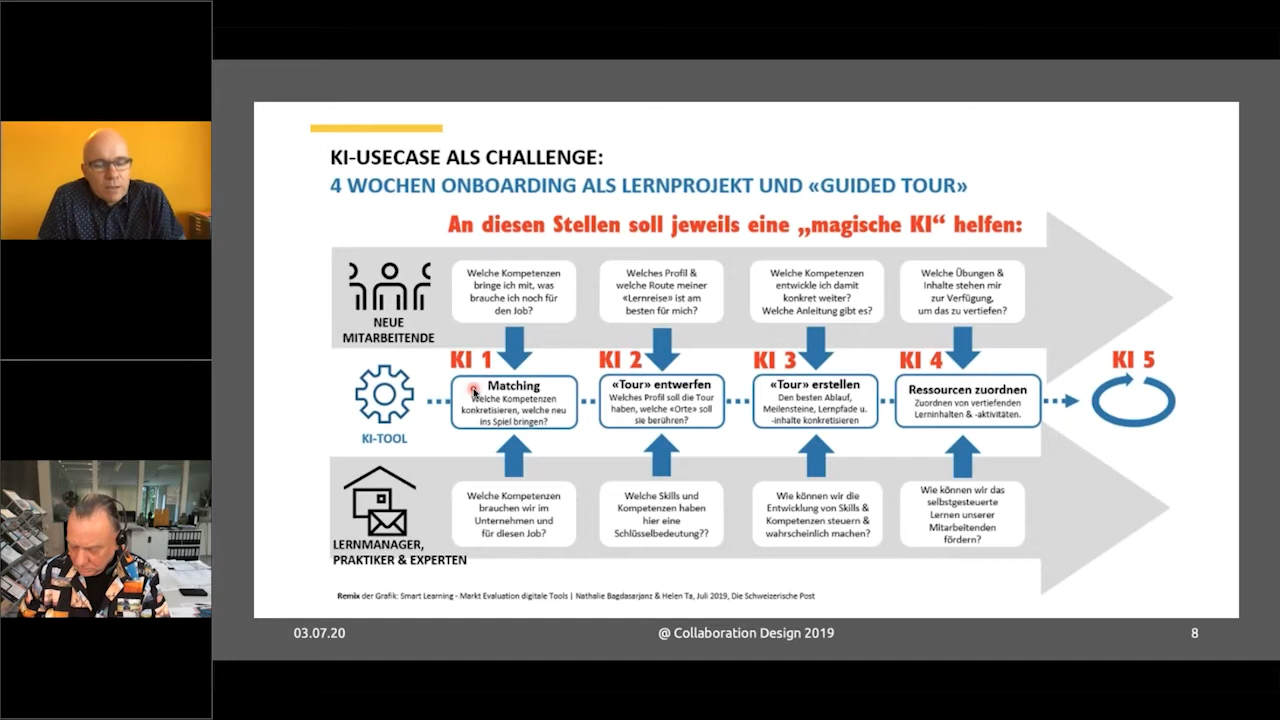 KI-USECASE ALS CHALLENGE:
4 WOCHEN ONBOARDING ALS LERNPROJEKT UND «GUIDED TOUR»
An diesen Stellen soll jeweils eine „magische KI“ helfen:
NEUE
MITARBEITENDE
Welche Kompetenzen
bringe ich mit, was
brauche ich noch für
den Job?
Welches Profil &
welche Route meiner
«Lernreise» ist am
besten für mich?
Welche Kompetenzen
entwickle ich damit
konkret weiter?
Welche Anleitung gibt es?
Welche Übungen &
Inhalte stehen mir
zur Verfügung,
um das zu vertiefen?
KI 1
KI 2
KI 3
KI 4
KI 5
KI-TOOL
Matching
Welche Kompetenzen
konkretisieren, welche neu
ins Spiel bringen?
«Tour» entwerfen
Welches Profil soll die Tour
haben, welche «Orte» soll
sie berühren?
«Tour» erstellen
Den besten Ablauf,
Meilensteine, Lernpfade u.
-inhalte konkretisieren
Ressourcen zuordnen
Zuordnen von vertiefenden
Lerninhalten & -aktivitäten.
LERNMANAGER,
PRAKTIKER & EXPERTEN
Welche Kompetenzen
brauchen wir im
Unternehmen und
für diesen Job?
Welche Skills und
Kompetenzen haben
hier eine
Schlüsselbedeutung??
Wie können wir die
Entwicklung von Skills &
Kompetenzen steuern &
wahrscheinlich machen?
Wie können wir das
selbstgesteuerte
Lernen unserer
Mitarbeitenden
fördern?
Remix der Grafik: Smart Learning - Markt Evaluation digitale Tools | Nathalie Bagdasarjanz & Helen Ta, Juli 2019, Die Schweizerische Post
03.07.20
@ Collaboration Design 2019
8